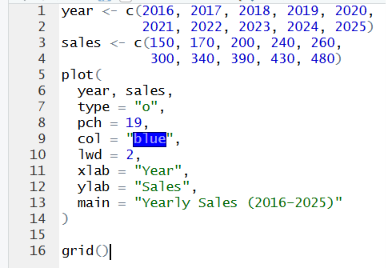 1 year <- c(2016, 2017, 2018, 2019, 2020,
2           2021, 2022, 2023, 2024, 2025)
3 sales <- c(150, 170, 200, 240, 260,
4            300, 340, 390, 430, 480)
5 plot(
6   year, sales,
7   type = "o",
8   pch = 19,
9   col = "blue",
10   lwd = 2,
11   xlab = "Year",
12   ylab = "Sales",
13   main = "Yearly Sales (2016-2025)"
14 )
15
16 grid()